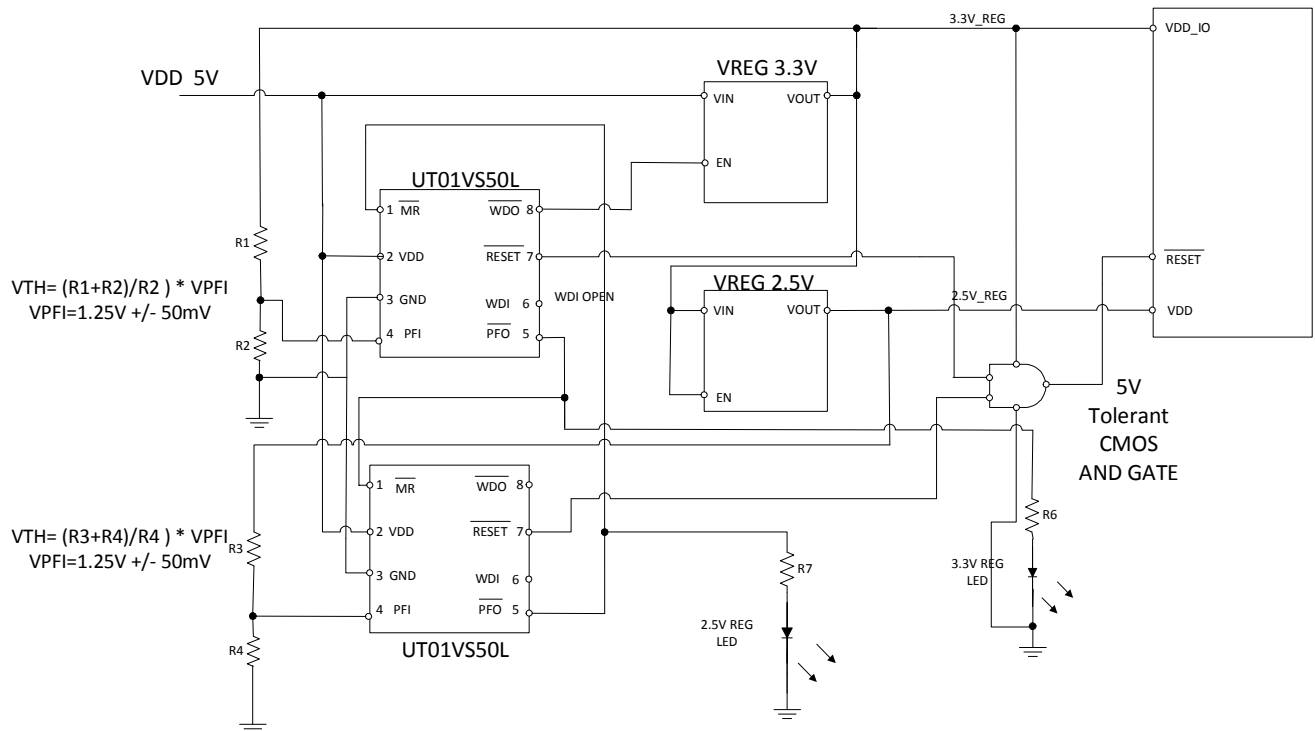 3.3V_REG
VDD_IO
VDD 5V
VREG 3.3V
VIN VOUT
EN
UT01VS50L
1 MR WDO 8
2 VDD RESET 7
3 GND WDI 6
4 PFI PFO 5
WDI OPEN
R1
R2
VTH= (R1+R2)/R2 ) * VPFI
VPFI=1.25V +/- 50mV
VREG 2.5V
VIN VOUT
EN
2.5V_REG
RESET
VDD
5V
Tolerant
CMOS
AND GATE
1 MR WDO 8
2 VDD RESET 7
3 GND WDI 6
4 PFI PFO 5
UT01VS50L
VTH= (R3+R4)/R4 ) * VPFI
VPFI=1.25V +/- 50mV
R3
R4
R6
3.3V REG
LED
R7
2.5V REG
LED